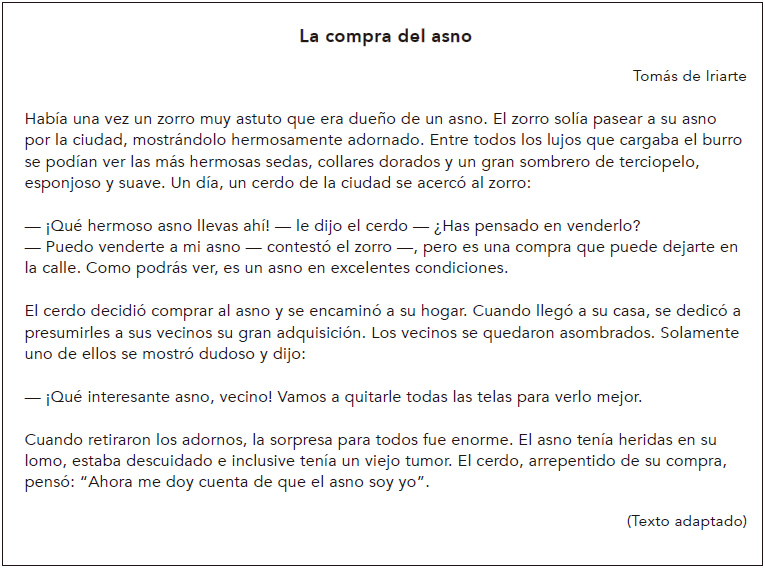 La compra del asno
Tomás de Iriarte
Había una vez un zorro muy astuto que era dueño de un asno. El zorro solía pasear a su asno
por la ciudad, mostrándolo hermosamente adornado. Entre todos los lujos que cargaba el burro
se podían ver las más hermosas sedas, collares dorados y un gran sombrero de terciopelo,
esponjoso y suave. Un día, un cerdo de la ciudad se acercó al zorro:
— ¡Qué hermoso asno llevas ahí! — le dijo el cerdo — ¿Has pensado en venderlo?
— Puedo venderte a mi asno — contestó el zorro —, pero es una compra que puede dejarte en
la calle. Como podrás ver, es un asno en excelentes condiciones.
El cerdo decidió comprar al asno y se encaminó a su hogar. Cuando llegó a su casa, se dedicó a
presumirles a sus vecinos su gran adquisición. Los vecinos se quedaron asombrados. Solamente
uno de ellos se mostró dudoso y dijo:
— ¡Qué interesante asno, vecino! Vamos a quitarle todas las telas para verlo mejor.
Cuando retiraron los adornos, la sorpresa para todos fue enorme. El asno tenía heridas en su
lomo, estaba descuidado e inclusive tenía un viejo tumor. El cerdo, arrepentido de su compra,
pensó: “Ahora me doy cuenta de que el asno soy yo”.
(Texto adaptado)